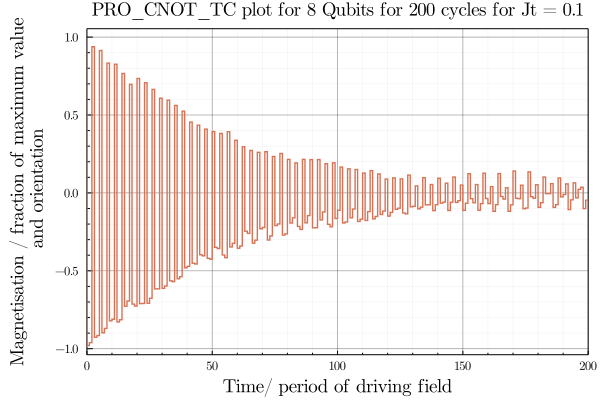 PRO_CNOT_TC plot for 8 Qubits for 200 cycles for Jt = 0.1
Magnetisation / fraction of maximum value
and orientation
1.0
0.5
0.0
−0.5
−1.0
0 50 100 150 200
Time/ period of driving field